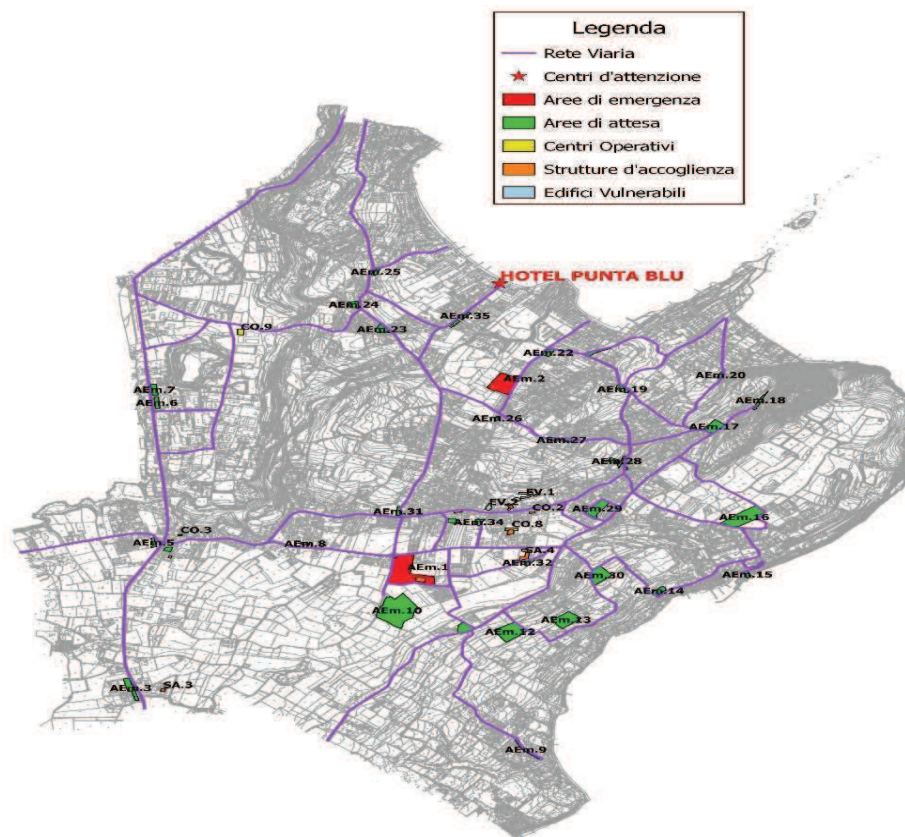 Legenda
Rete Viaria
Centri d'attenzione
Aree di emergenza
Aree di attesa
Centri Operativi
Strutture d'accoglienza
Edifici Vulnerabili
AEm.25
HOTEL PUNTA BLU
AEm.24
AEm.35
CO.9
AEm.23
AEm.22
AEm.2
AEm.20
AEm.7
AEm.19
AEm.6
AEm.18
AEm.26
AEm.17
AEm.27
AEm.28
EV.1
CO.2
AEm.31
AEm.29
AEm.34
AEm.16
CO.8
CO.3
AEm.5
AEm.8
SA.4
AEm.32
AEm.1
AEm.30
AEm.15
AEm.14
AEm.10
AEm.13
AEm.12
AEm.3
SA.3
AEm.9